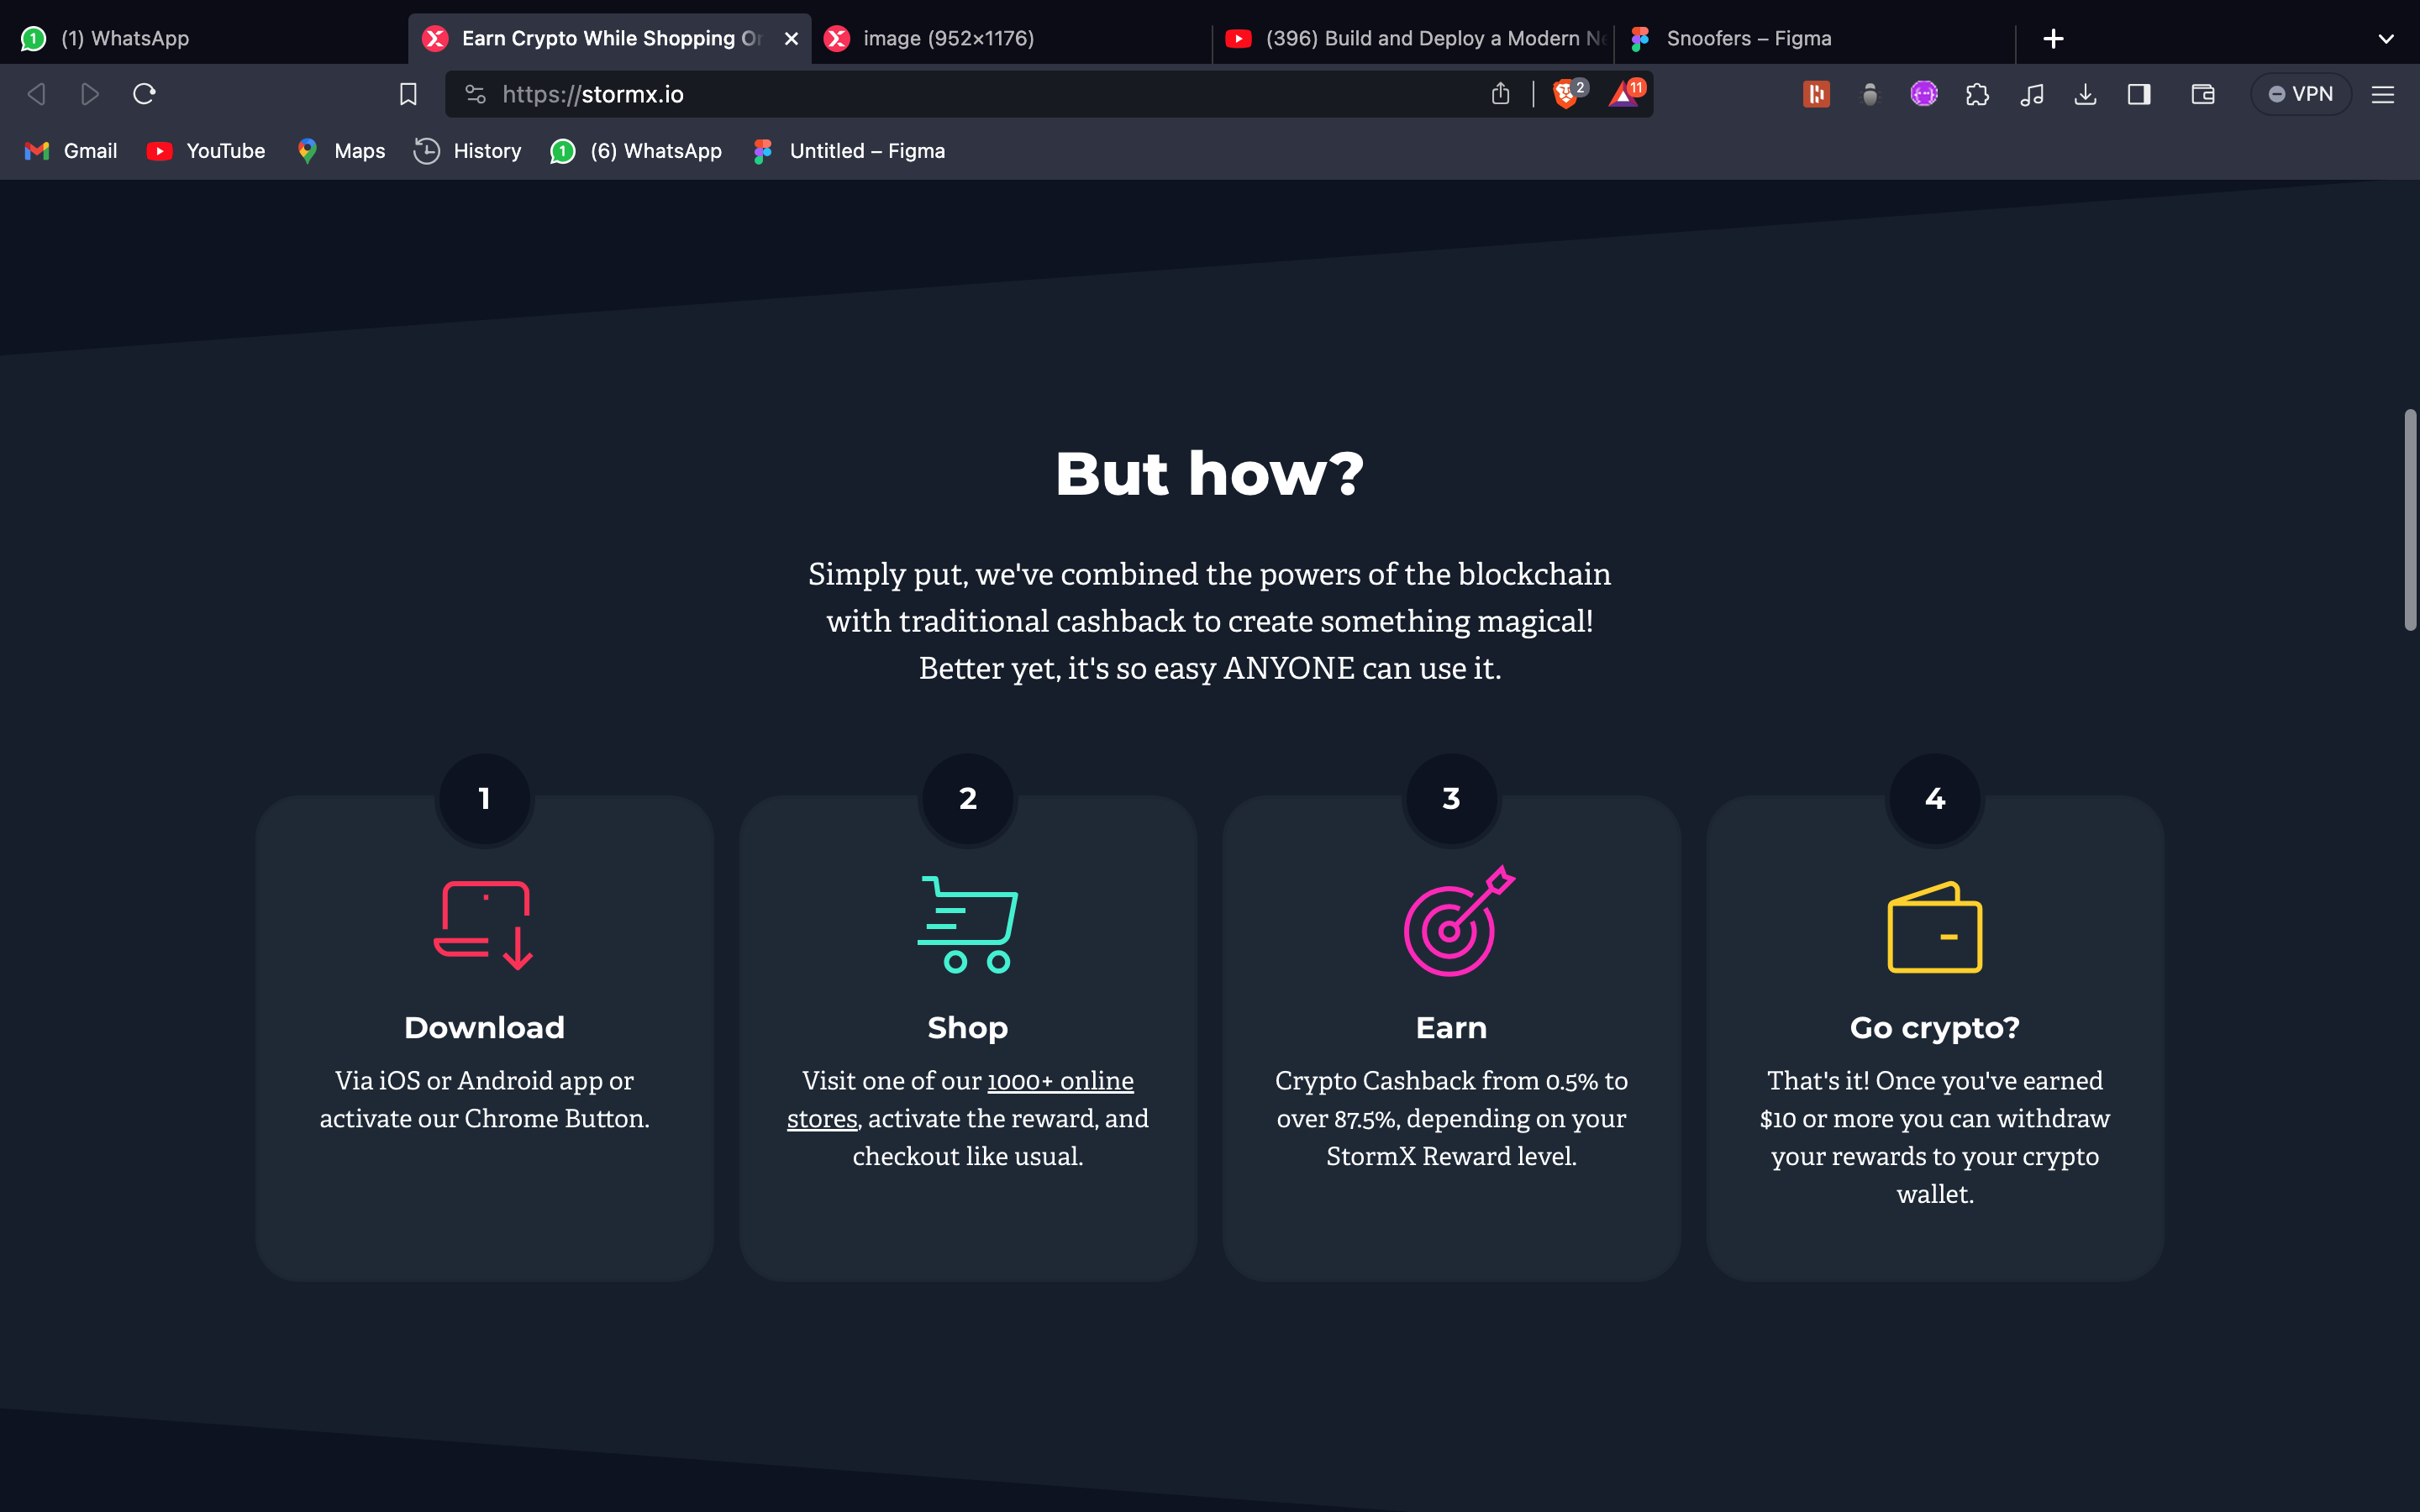 1 (1) WhatsApp
Earn Crypto While Shopping Or
image (952×1176)
(396) Build and Deploy a Modern Ne
Snoofers – Figma
https://stormx.io
2
11
VPN
Gmail
YouTube
Maps
History
1 (6) WhatsApp
Untitled – Figma
But how?
Simply put, we've combined the powers of the blockchain
with traditional cashback to create something magical!
Better yet, it's so easy ANYONE can use it.
1
Download
Via iOS or Android app or
activate our Chrome Button.
2
Shop
Visit one of our 1000+ online
stores, activate the reward, and
checkout like usual.
3
Earn
Crypto Cashback from 0.5% to
over 87.5%, depending on your
StormX Reward level.
4
Go crypto?
That's it! Once you've earned
$10 or more you can withdraw
your rewards to your crypto
wallet.